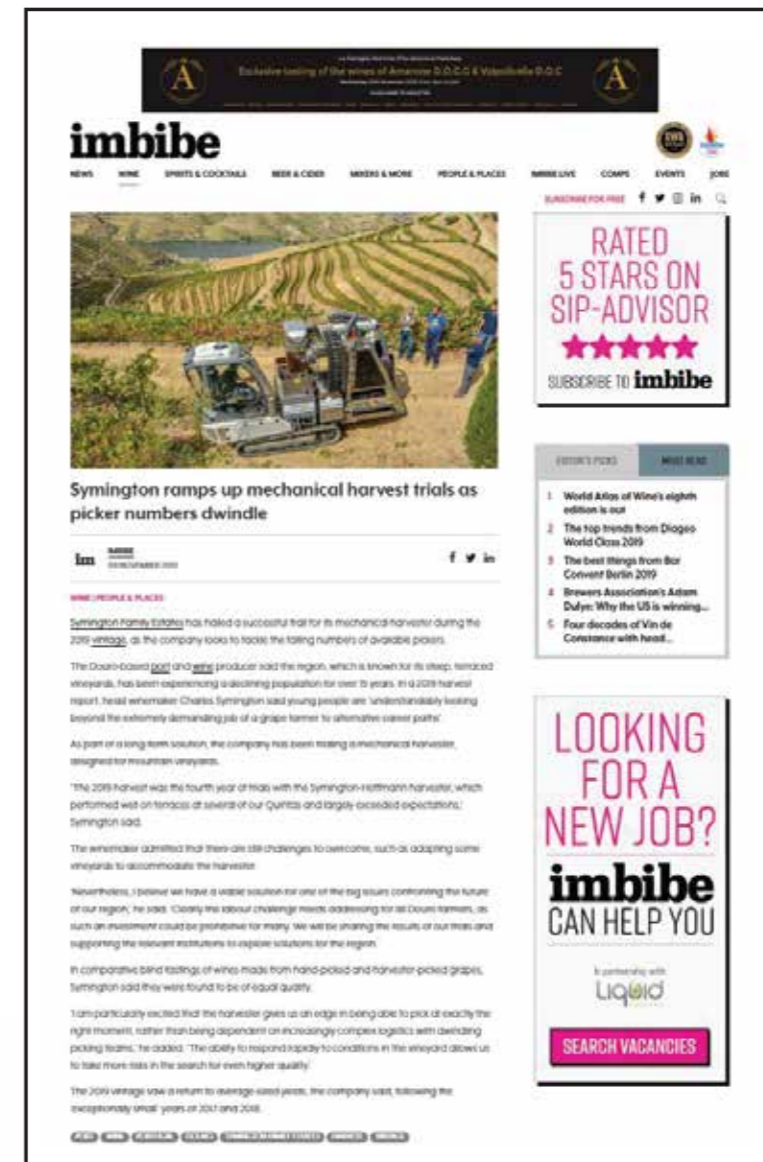 Exclusive tasting of the wines of Amarone D.O.C.G & Valpolicella D.O.C
imbibe
NEWS WINE SPIRITS & COCKTAILS BEER & CIDER MIXERS & MORE PEOPLE & PLACES IMBIBE LIVE COMPS EVENTS JOBS
SUBSCRIBE FOR FREE
RATED
5 STARS ON
SIP-ADVISOR
SUBSCRIBE TO imbibe
Symington ramps up mechanical harvest trials as
picker numbers dwindle
Im IMBIBE
NOVEMBER 2019
WINE | PEOPLE & PLACES
Symington Family Estates has hailed a successful trial for its mechanical harvester during the
2019 vintage, as the company looks to tackle the falling numbers of available pickers.
The Douro-based port and wine producer said the region, which is known for its steep, terraced
vineyards, has been experiencing a declining population for over 15 years. In a 2019 harvest
report, head winemaker Charles Symington said young people are 'understandably looking
beyond the extremely demanding job of a grape farmer to alternative career paths'.
As part of a long-term solution, the company has been trialing a mechanical harvester,
designed for mountain vineyards.
'The 2019 harvest was the fourth year of trials with the Symington-Hoffmann harvester, which
performed well on terraces at several of our Quintas and largely exceeded expectations,'
Symington said.
The winemaker admitted that there are still challenges to overcome, such as adapting some
vineyards to accommodate the harvester.
'Nevertheless, I believe we have a viable solution for one of the big issues confronting the future
of our region,' he said. 'Clearly the labour challenge needs addressing for all Douro farmers, as
such an investment could be prohibitive for many. We will be sharing the results of our trials and
supporting the relevant institutions to explore solutions for the region.
In comparative blind tastings of wines made from hand-picked and harvester-picked grapes,
Symington said they were found to be of equal quality.
'I am particularly excited that the harvester gives us an edge in being able to pick at exactly the
right moment, rather than being dependent on increasingly complex logistics with dwindling
picking teams,' he added. 'The ability to respond rapidly to conditions in the vineyard allows us
to take more risks in the search for even higher quality.'
The 2019 vintage saw a return to average-sized yields, the company said, following the
'exceptionally small' years of 2017 and 2018.
EDITOR'S PICKS MOST READ
1 World Atlas of Wine's eighth
edition is out
2 The top trends from Diageo
World Class 2019
3 The best things from Bar
Convent Berlin 2019
4 Brewers Association's Adam
Dulye: Why the US is winning...
5 Four decades of Vin de
Constance with head...
LOOKING
FOR A
NEW JOB?
imbibe
CAN HELP YOU
In partnership with
Liquid
SEARCH VACANCIES